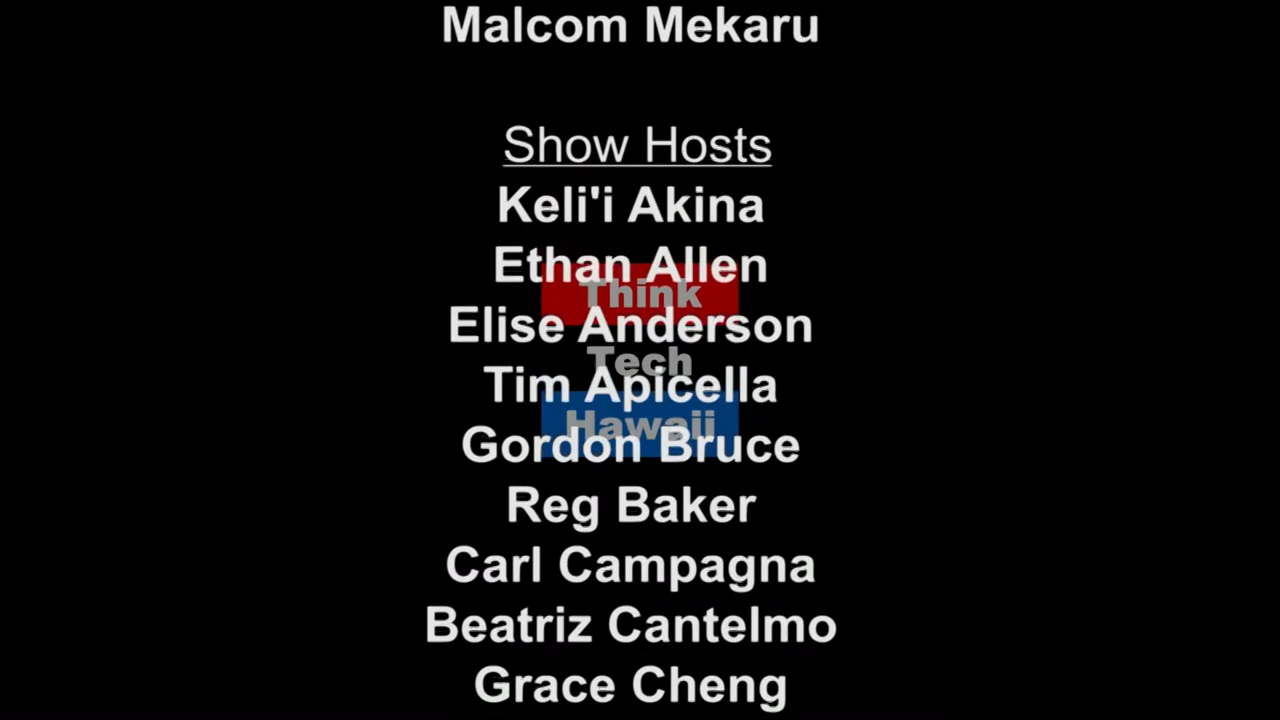 Malcom Mekaru
Show Hosts
Keli'i Akina
Ethan Allen
Think
Elise Anderson
Tech
Tim Apicella
Hawaii
Gordon Bruce
Reg Baker
Carl Campagna
Beatriz Cantelmo
Grace Cheng